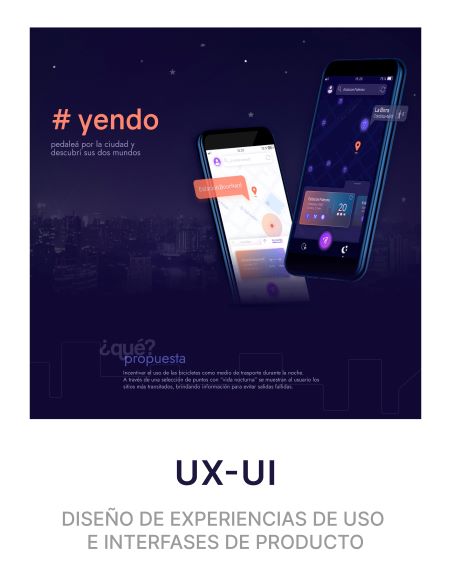 # yendo
pedaleá por la ciudad y
descubrí sus dos mundos
Estación Palermo
La Birra
Estación Palermo
20
¿qué?
propuesta
Incentivar el uso de las bicicletas como medio de trasporte durante la noche.
A través de una selección de puntos con "vida nocturna" se muestran al usuario los
sitios más transitados, brindando información para evitar salidas fallidas.
UX-UI
DISEÑO DE EXPERIENCIAS DE USO
E INTERFASES DE PRODUCTO